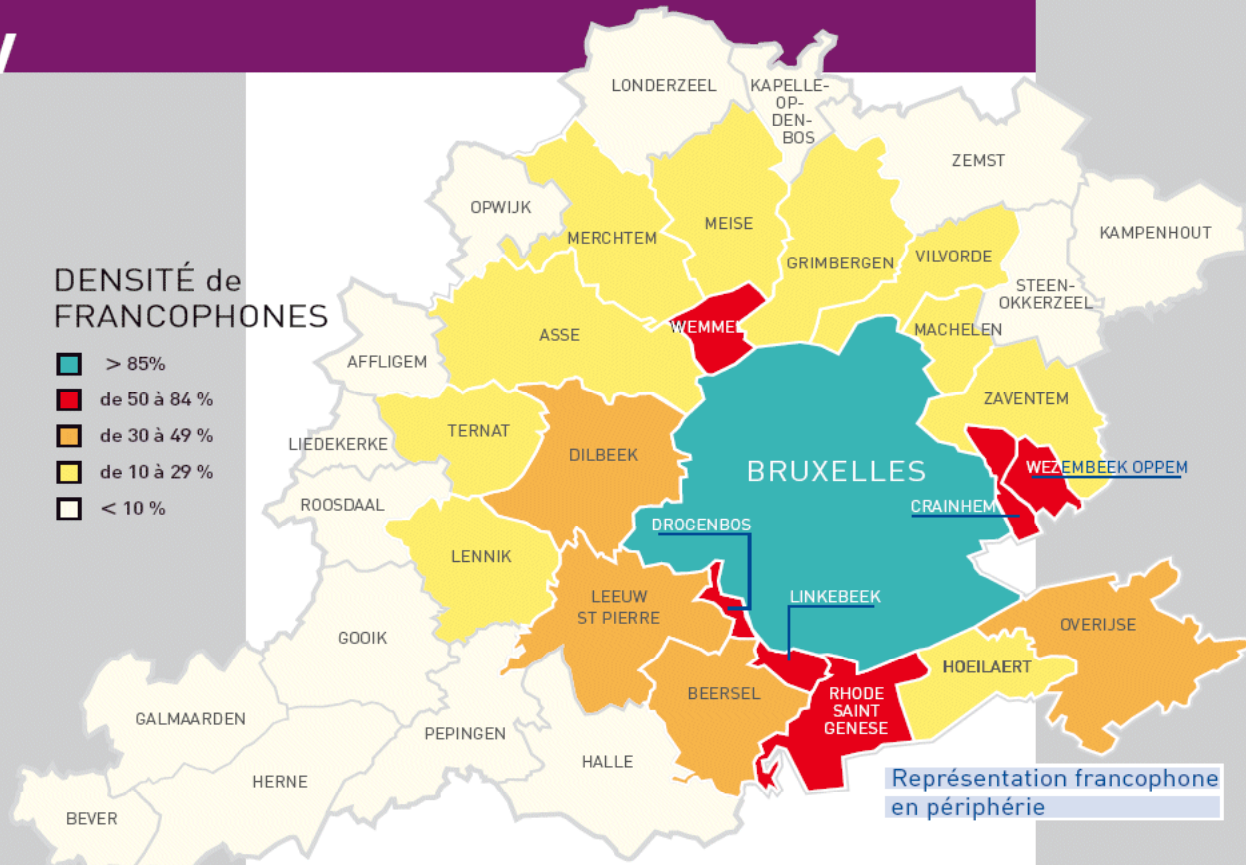 LONDERZEEL
KAPELLE-
OP-
DEN-
BOS
ZEMST
OPWIJK
MERCHTEM
MEISE
GRIMBERGEN
VILVORDE
KAMPENHOUT
STEEN-
OKKERZEEL
DENSITÉ de
FRANCOPHONES
> 85%
de 50 à 84 %
de 30 à 49 %
de 10 à 29 %
< 10 %
ASSE
WEMMEL
MACHELEN
AFFLIGEM
ZAVENTEM
LIEDEKERKE
TERNAT
DILBEEK
BRUXELLES
WEZEMBEEK OPPEM
ROOSDAAL
CRAINHEM
DROGENBOS
LENNIK
LEEUW
ST PIERRE
LINKEBEEK
OVERIJSE
GOOIK
HOEILAERT
BEERSEL
RHODE
SAINT
GENESE
GALMAARDEN
PEPINGEN
HALLE
HERNE
BEVER
Représentation francophone
en périphérie